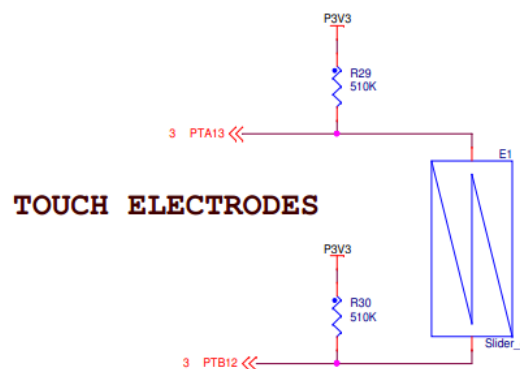 P3V3
R29
510K
3 PTA13
E1
TOUCH ELECTRODES
P3V3
R30
510K
Slider_
3 PTB12